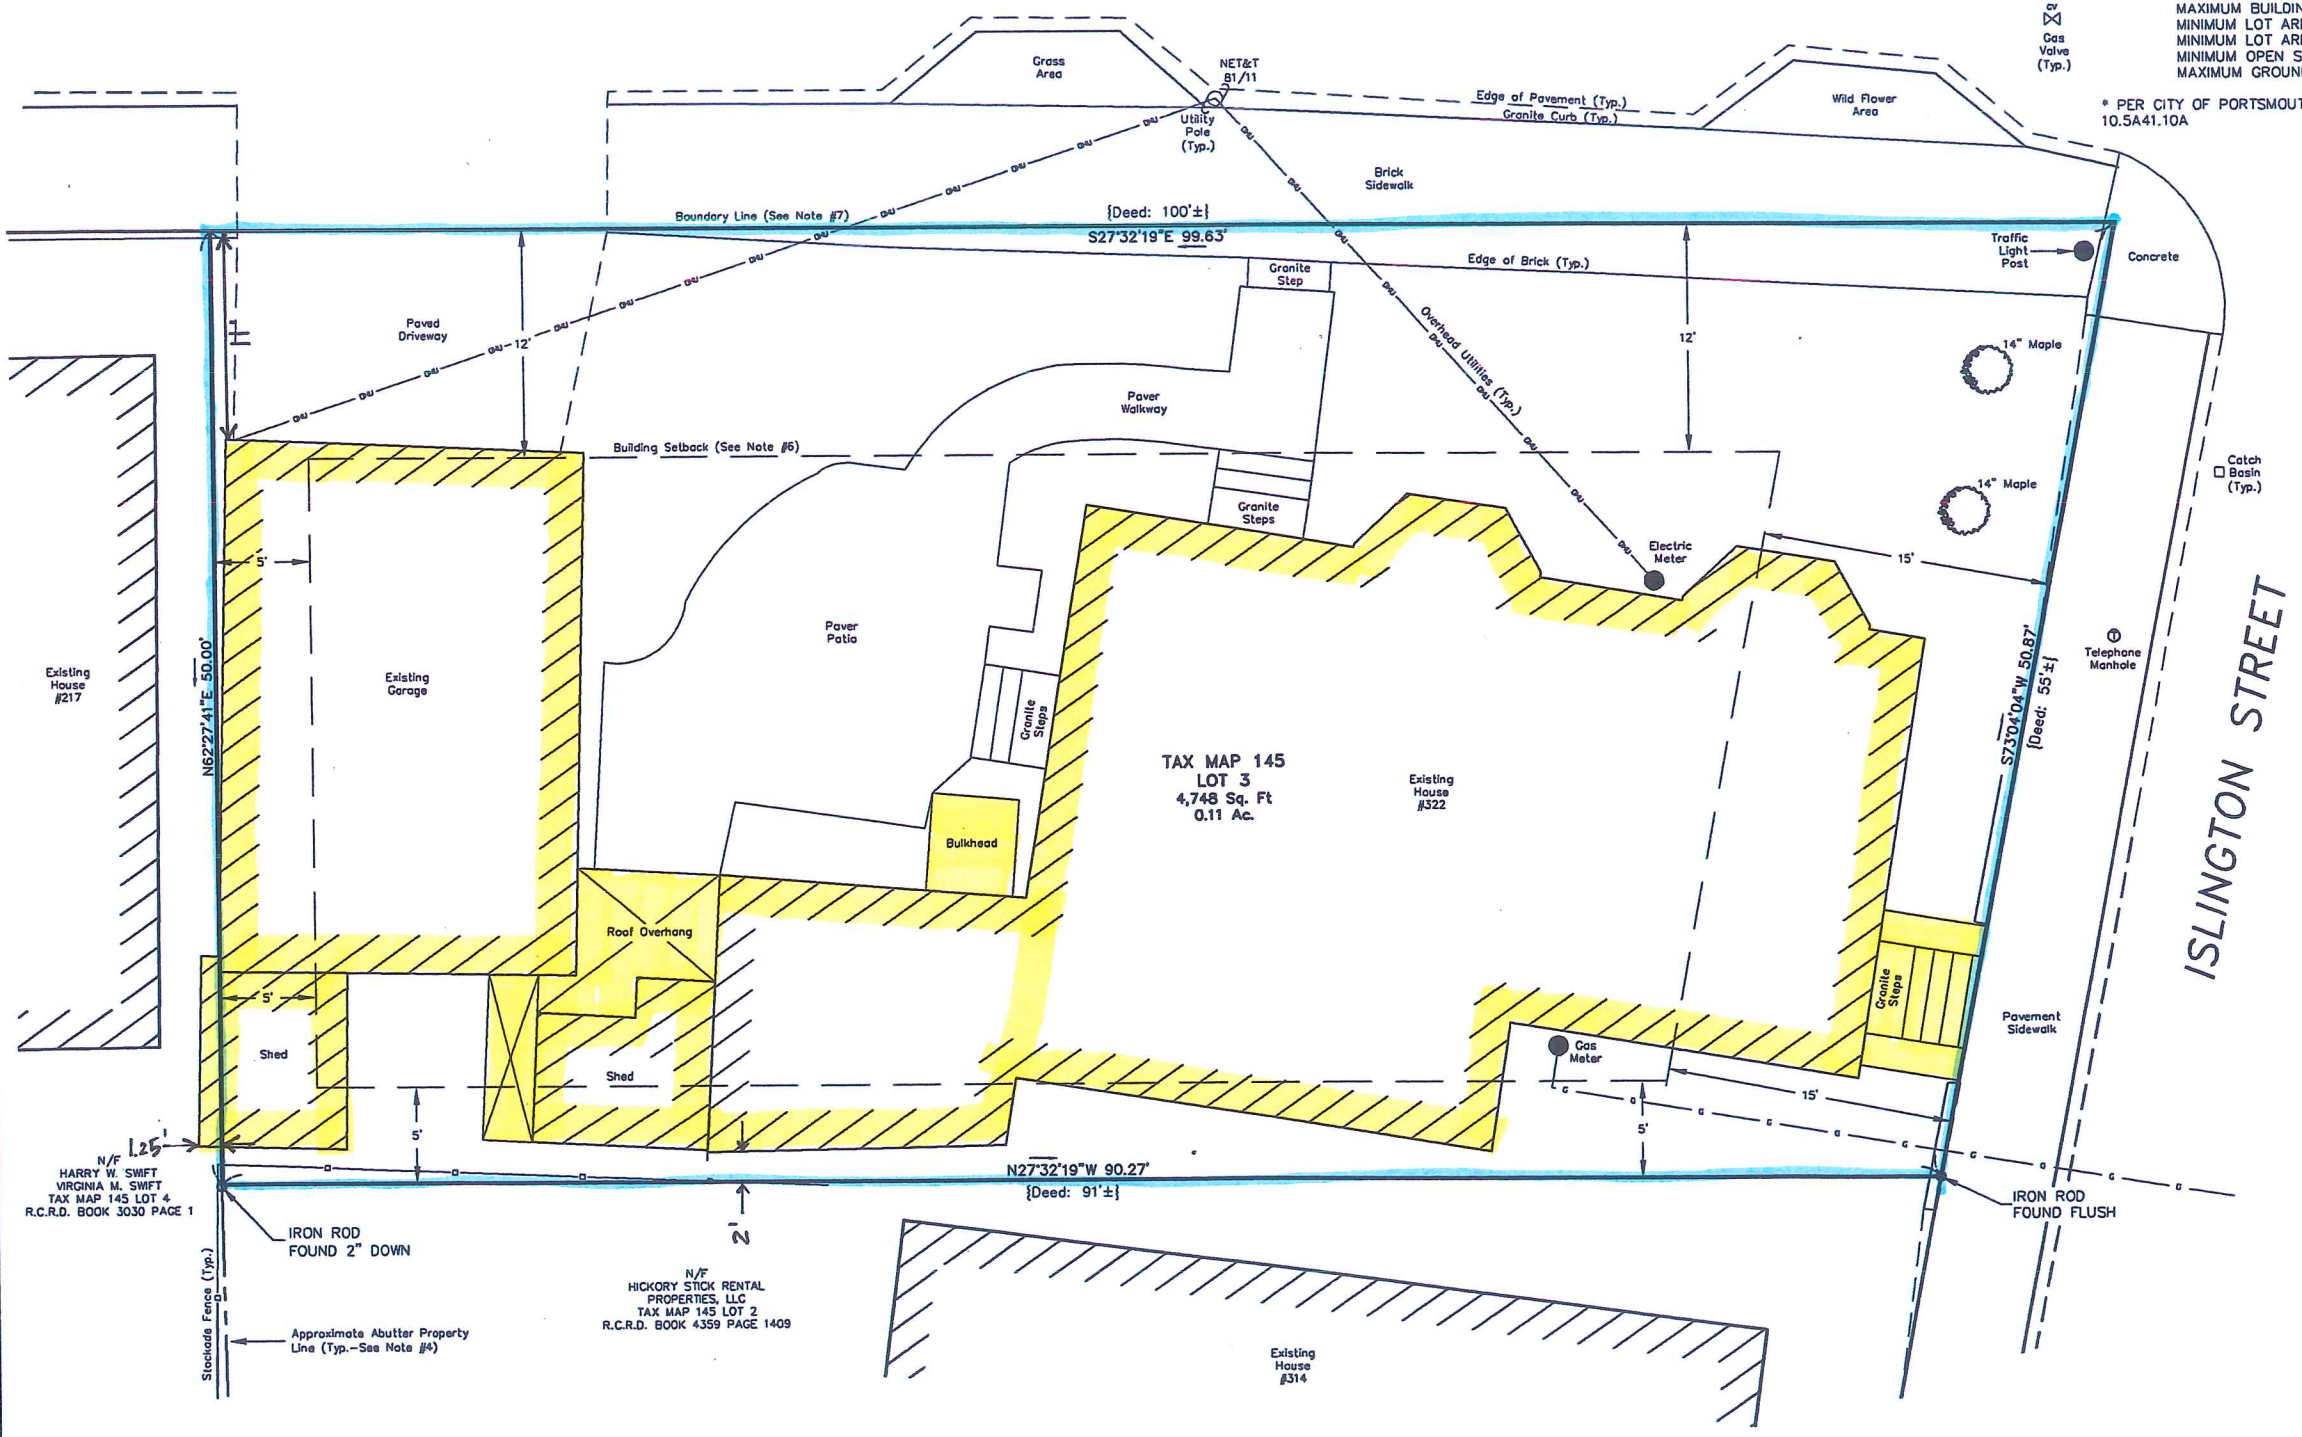 CV
Gas
Valve
(Typ.)
MAXIMUM BUILDIN
MINIMUM LOT ARE
MINIMUM LOT ARE
MINIMUM OPEN S
MAXIMUM GROUN
* PER CITY OF PORTSMOUT
10.5A41.10A
Grass
Area
NET&T
81/11
Utility
Pole
(Typ.)
Edge of Pavement (Typ.)
Granite Curb (Typ.)
Wild Flower
Area
Brick
Sidewalk
Boundary Line (See Note #7)
{Deed: 100'±}
S27°32'19"E 99.63'
Edge of Brick (Typ.)
Traffic
Light
Post
Concrete
Granite
Step
Paved
Driveway
12'
Overhead Utilities (Typ.)
12'
14" Maple
Paver
Walkway
Building Setback (See Note #6)
Granite
Steps
14" Maple
Catch
Basin
(Typ.)
Electric
Meter
15'
5'
Existing
House
#217
N62°27'41"E 50.00'
Existing
Garage
Paver
Patio
Granite
Steps
TAX MAP 145
LOT 3
4,748 Sq. Ft
0.11 Ac.
Existing
House
#322
S73°04'04"W 50.87'
{Deed: 55'±}
Telephone
Manhole
ISLINGTON STREET
Bulkhead
Roof Overhang
Granite
Steps
5'
Shed
Shed
Gas
Meter
Pavement
Sidewalk
15'
5'
5'
1.25'
N/F
HARRY W. SWIFT
VIRGINIA M. SWIFT
TAX MAP 145 LOT 4
R.C.R.D. BOOK 3030 PAGE 1
N27°32'19"W 90.27'
{Deed: 91'±}
IRON ROD
FOUND FLUSH
IRON ROD
FOUND 2" DOWN
2'
N/F
HICKORY STICK RENTAL
PROPERTIES, LLC
TAX MAP 145 LOT 2
R.C.R.D. BOOK 4359 PAGE 1409
Stockade Fence (Typ.)
Approximate Abutter Property
Line (Typ.-See Note #4)
Existing
House
#314